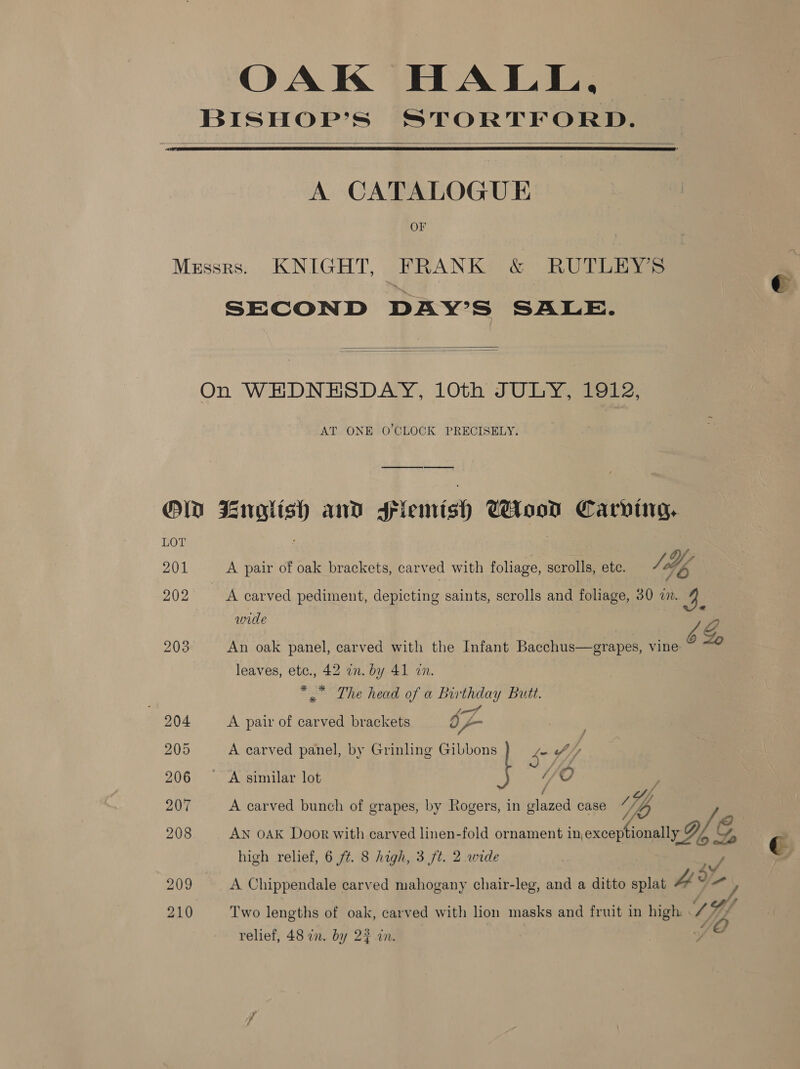 OAK HALL,
BISHOP'S STORTFORD.
A CATALOGUE
OF
MESSRS. KNIGHT, FRANK & RUTLEY'S
SECOND DAY'S SALE.
On WEDNESDAY, 10th JULY, 1912,
AT ONE O'CLOCK PRECISELY.
Old English and Flemish Wood Carving.
LOT
201 A pair of oak brackets, carved with foliage, scrolls, etc.
202 A carved pediment, depicting saints, scrolls and foliage, 30 in.
wide
203 An oak panel, carved with the Infant Bacchus—grapes, vine
leaves, etc., 42 in. by 41 in.
*** The head of a Birthday Butt.
204 A pair of carved brackets
205 A carved panel, by Grinling Gibbons }
206 A similar lot
207 A carved bunch of grapes, by Rogers, in glazed case
208 AN OAK Door with carved linen-fold ornament in exceptionally
high relief, 6 ft. 8 high, 3 ft. 2 wide
209 A Chippendale carved mahogany chair-leg, and a ditto splat
210 Two lengths of oak, carved with lion masks and fruit in high
relief, 48 in. by 2¾ in.